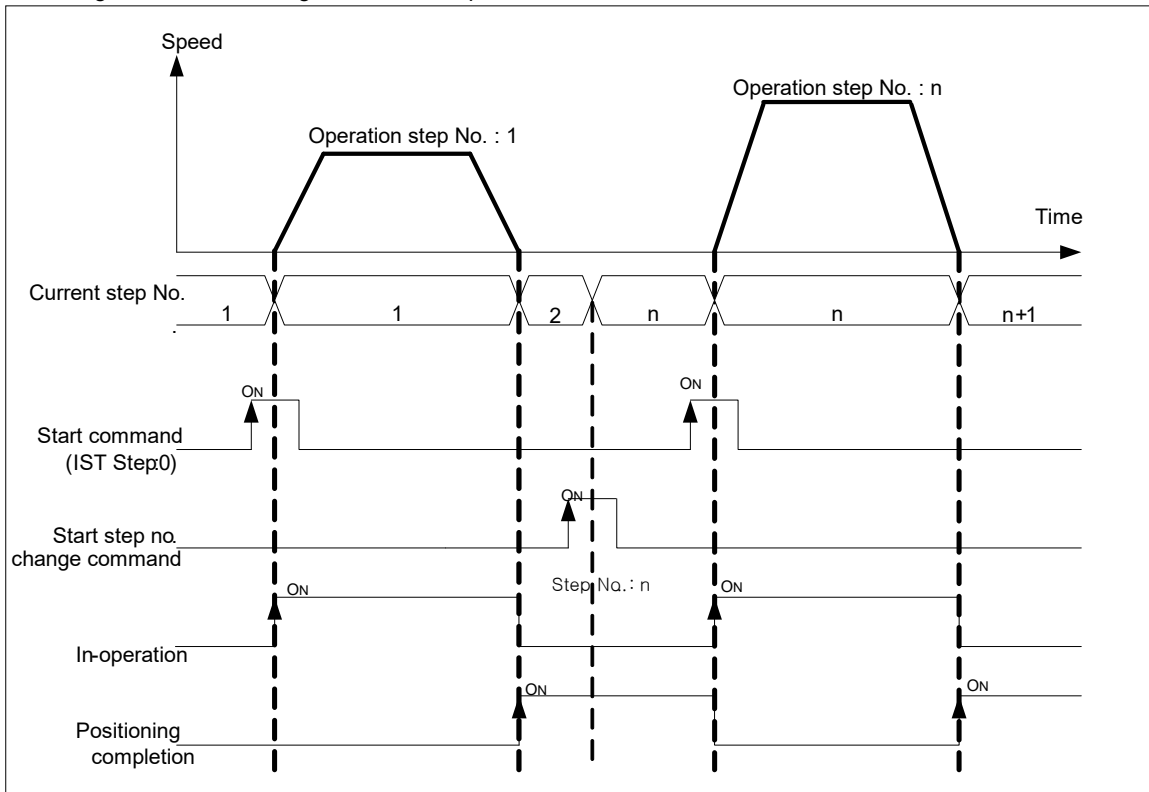 Speed
Operation step No. : n
Operation step No. : 1
Time
Current step No.
.
1
1
2
n
n
n+1
ON
ON
Start command
(IST Step:0)
ON
Start step no.
change command
Step No.: n
ON
ON
In-operation
ON
ON
Positioning
completion